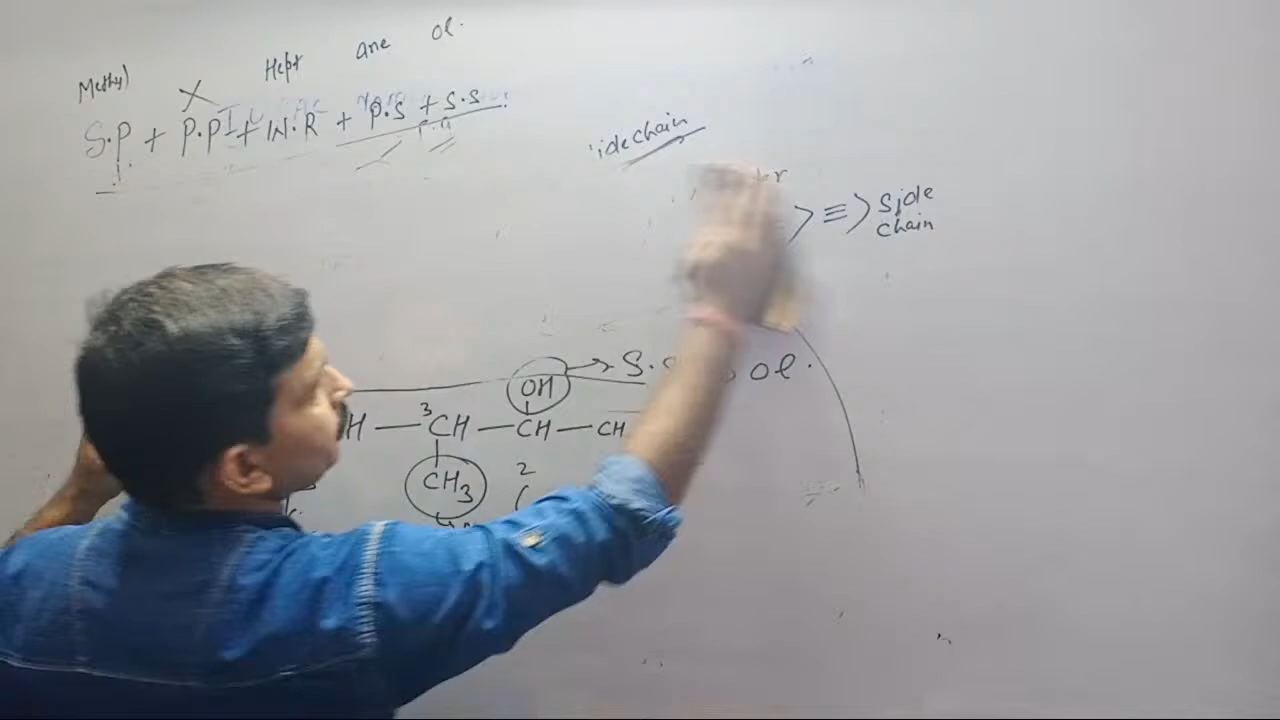 Methyl X Hept ane ol.
S.P + P.P + W.R + P.S + S.S
idechain
> ≡ > Side
Chain
OH → S. ol.
H — ³CH — CH — CH
CH₃ 2